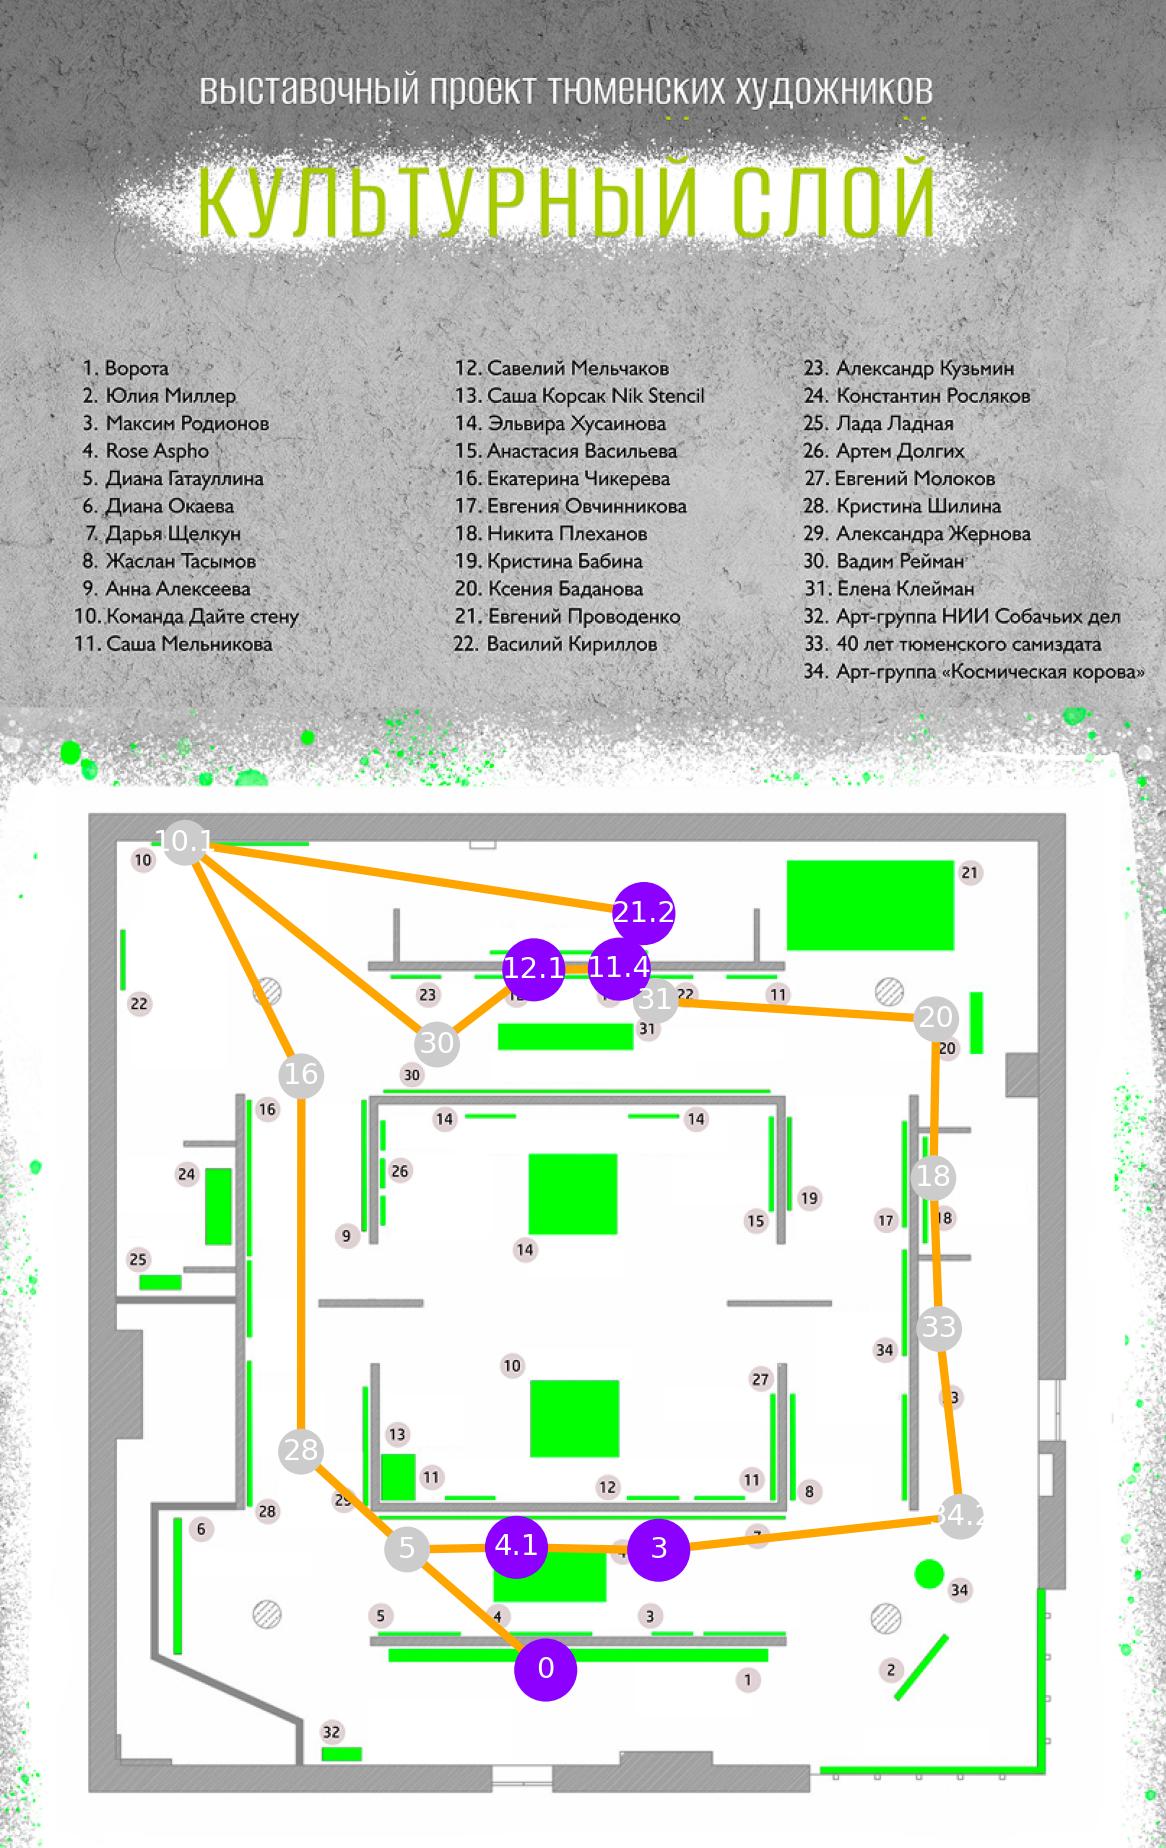 выставочный проект тюменских художников
КУЛЬТУРНЫЙ СЛОЙ
1. Ворота
2. Юлия Миллер
3. Максим Родионов
4. Rose Aspho
5. Диана Гатауллина
6. Диана Окаева
7. Дарья Щелкун
8. Жаслан Тасымов
9. Анна Алексеева
10. Команда Дайте стену
11. Саша Мельникова
12. Савелий Мельчаков
13. Саша Корсак Nik Stencil
14. Эльвира Хусаинова
15. Анастасия Васильева
16. Екатерина Чикерева
17. Евгения Овчинникова
18. Никита Плеханов
19. Кристина Бабина
20. Ксения Баданова
21. Евгений Проводенко
22. Василий Кириллов
23. Александр Кузьмин
24. Константин Росляков
25. Лада Ладная
26. Артем Долгих
27. Евгений Молоков
28. Кристина Шилина
29. Александра Жернова
30. Вадим Рейман
31. Елена Клейман
32. Арт-группа НИИ Собачьих дел
33. 40 лет тюменского самиздата
34. Арт-группа «Космическая корова»
10.1
10
21
21.2
12.1 11.4
22
23
31 22 11
20
31
30
20
16
30
16
14 14
24
26
18
19
9
15
17
18
25
14
33
34
10
27
13
28
11
11
12
8
29
28
34.2
6
5
4.1
3
7
34
5
4
3
0
2
1
32